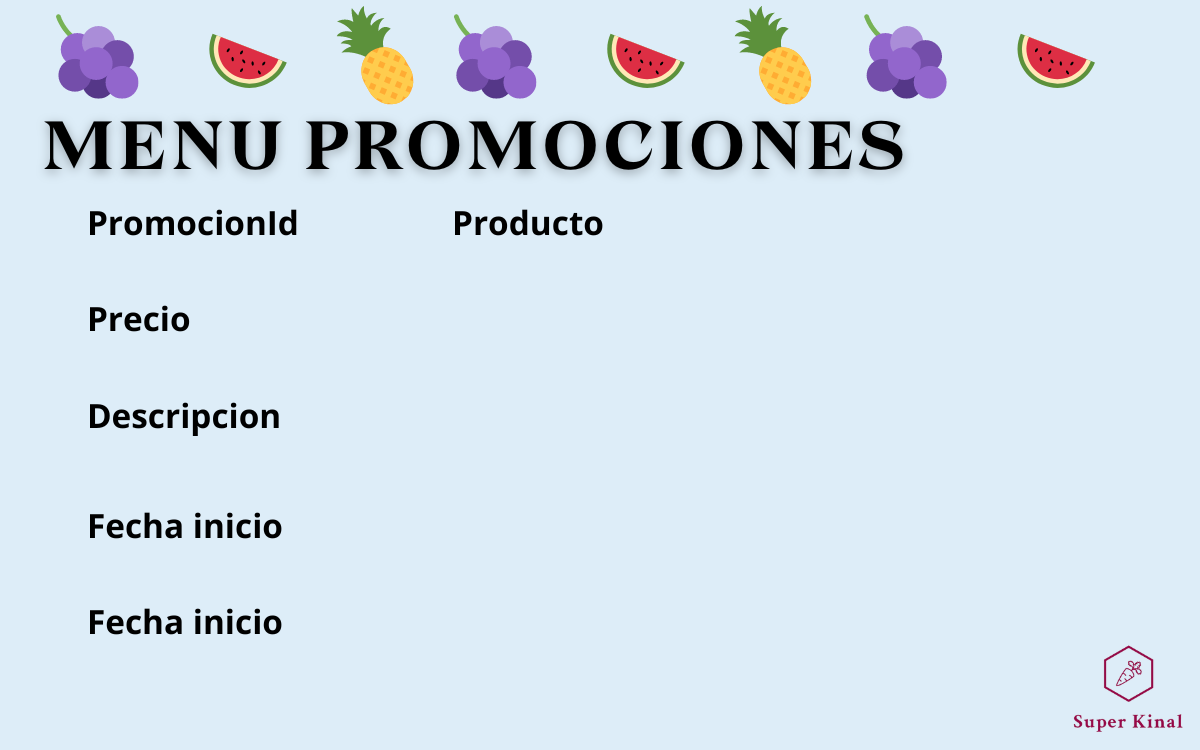 MENU PROMOCIONES
PromocionId Producto
Precio
Descripcion
Fecha inicio
Fecha inicio
Super Kinal